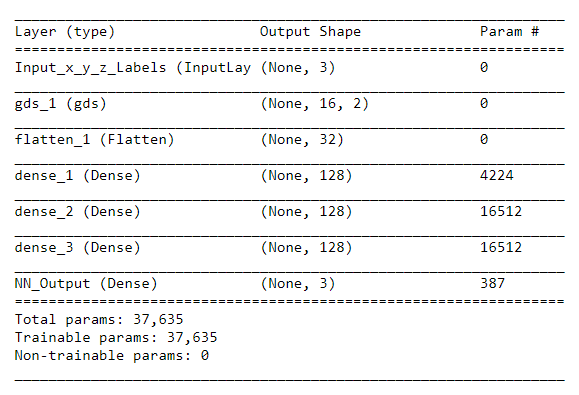 Layer (type) Output Shape Param #
Input_x_y_z_Labels (InputLay (None, 3) 0
gds_1 (gds) (None, 16, 2) 0
flatten_1 (Flatten) (None, 32) 0
dense_1 (Dense) (None, 128) 4224
dense_2 (Dense) (None, 128) 16512
dense_3 (Dense) (None, 128) 16512
NN_Output (Dense) (None, 3) 387
Total params: 37,635
Trainable params: 37,635
Non-trainable params: 0